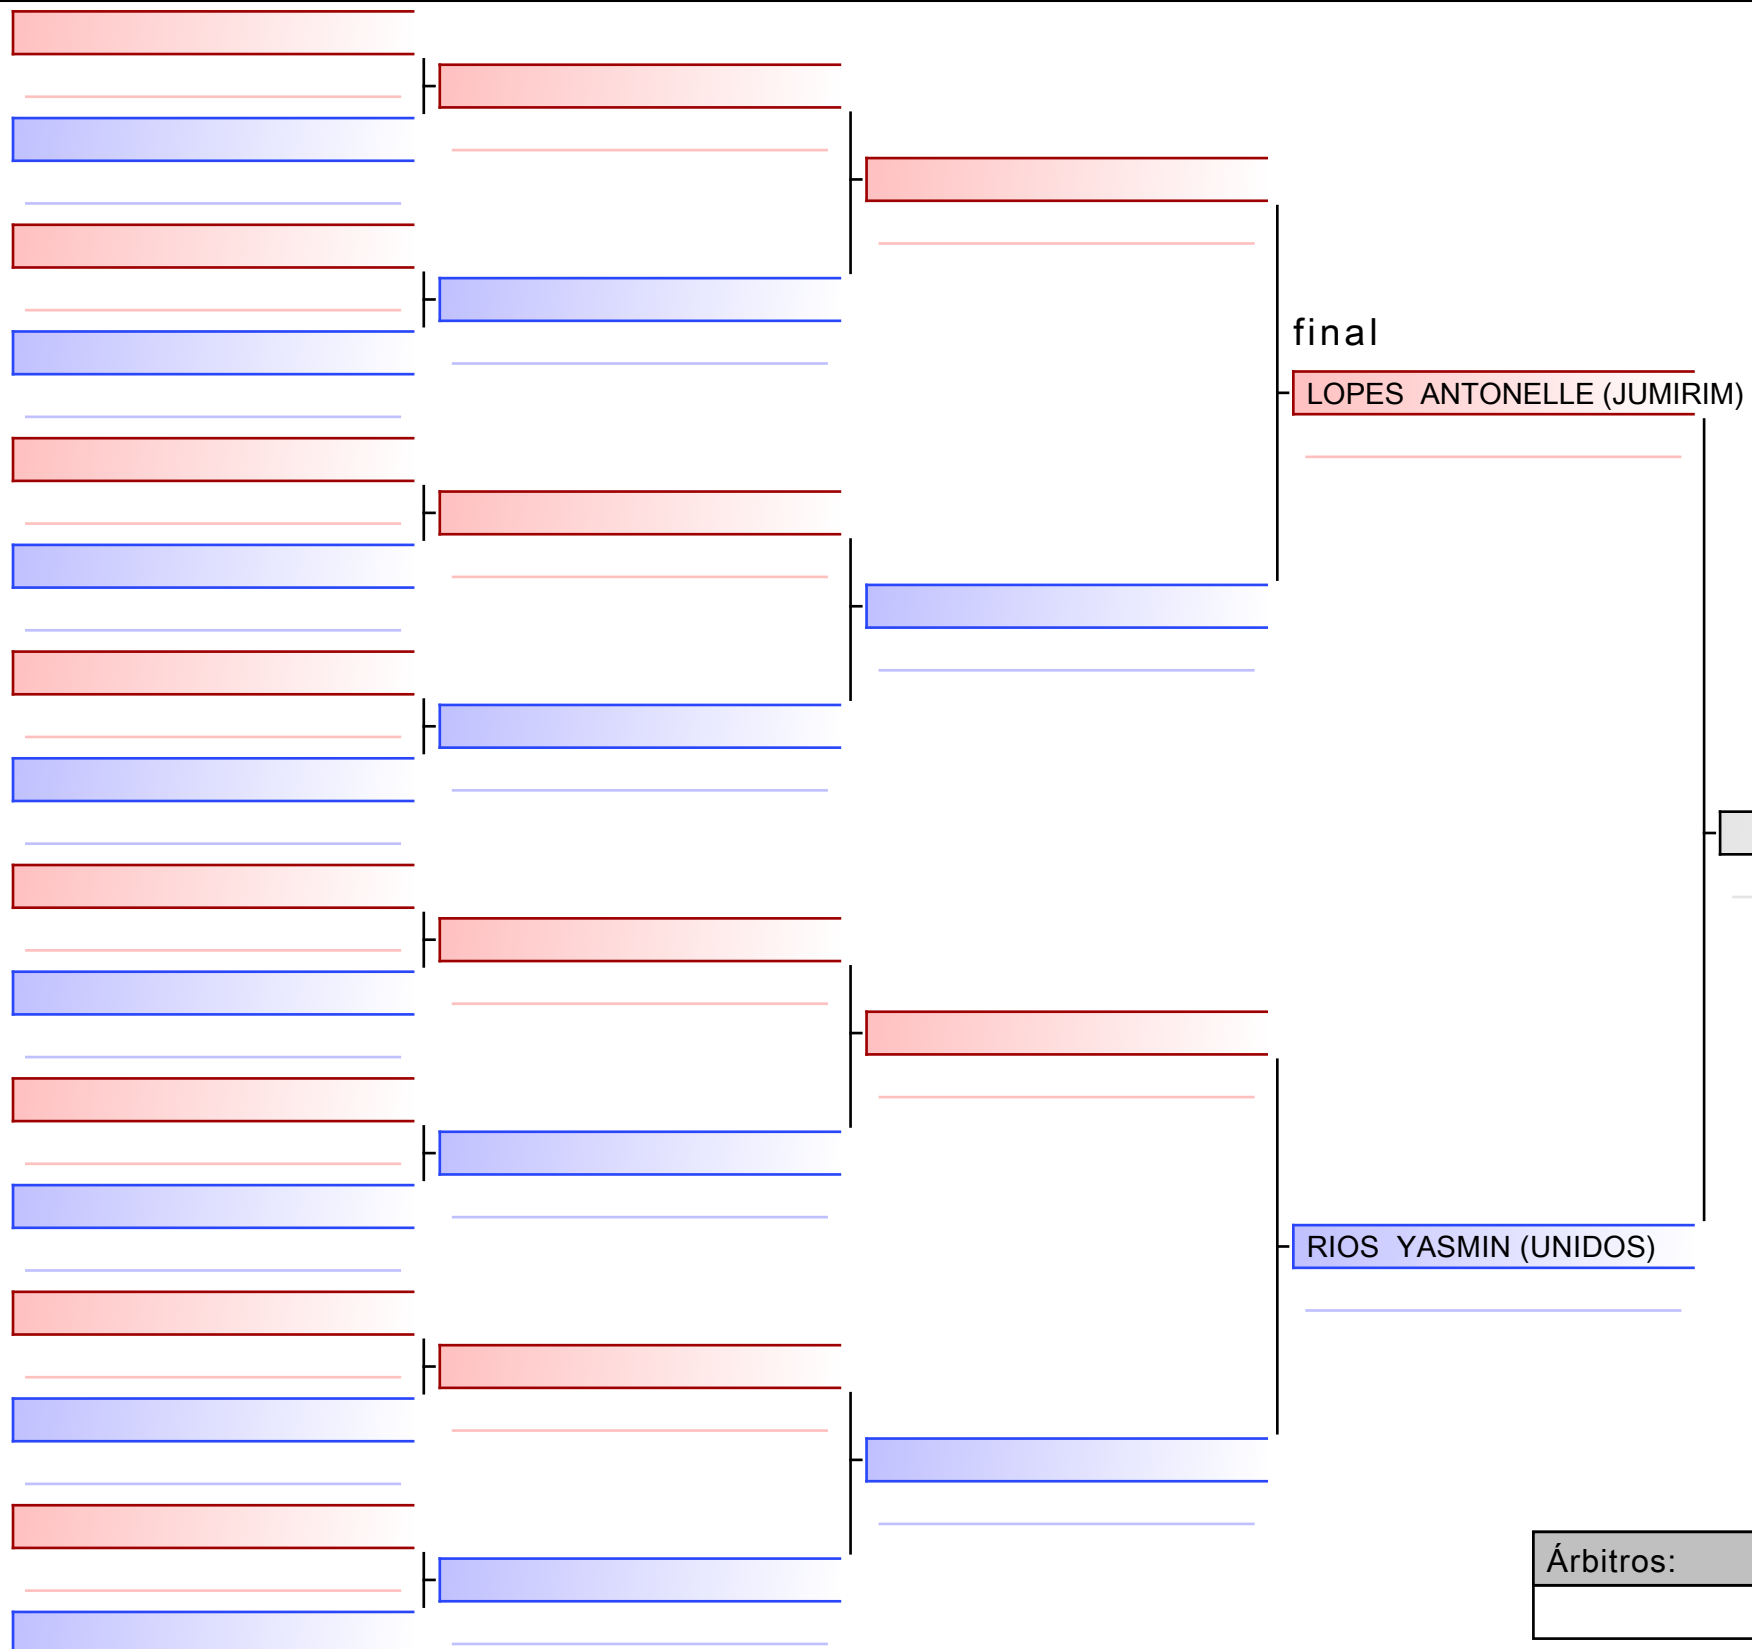 final
LOPES ANTONELLE (JUMIRIM)
RIOS YASMIN (UNIDOS)
Árbitros: